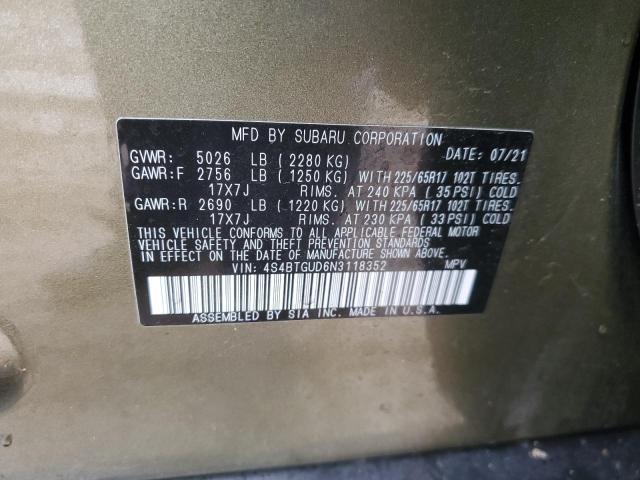 MFD BY SUBARU CORPORATION
GVWR: 5026 LB (2280 KG) DATE: 07/21
GAWR:F 2756 LB (1250 KG) WITH 225/65R17 102T TIRES.
17X7J RIMS. AT 240 KPA (35 PSI) COLD
GAWR:R 2690 LB (1220 KG) WITH 225/65R17 102T TIRES.
17X7J RIMS. AT 230 KPA (33 PSI) COLD
THIS VEHICLE CONFORMS TO ALL APPLICABLE FEDERAL MOTOR
VEHICLE SAFETY AND THEFT PREVENTION STANDARDS
IN EFFECT ON THE DATE OF MANUFACTURE SHOWN ABOVE.
VIN: 4S4BTGUD6N3118352 MPV
ASSEMBLED BY SIA INC. MADE IN U.S.A.